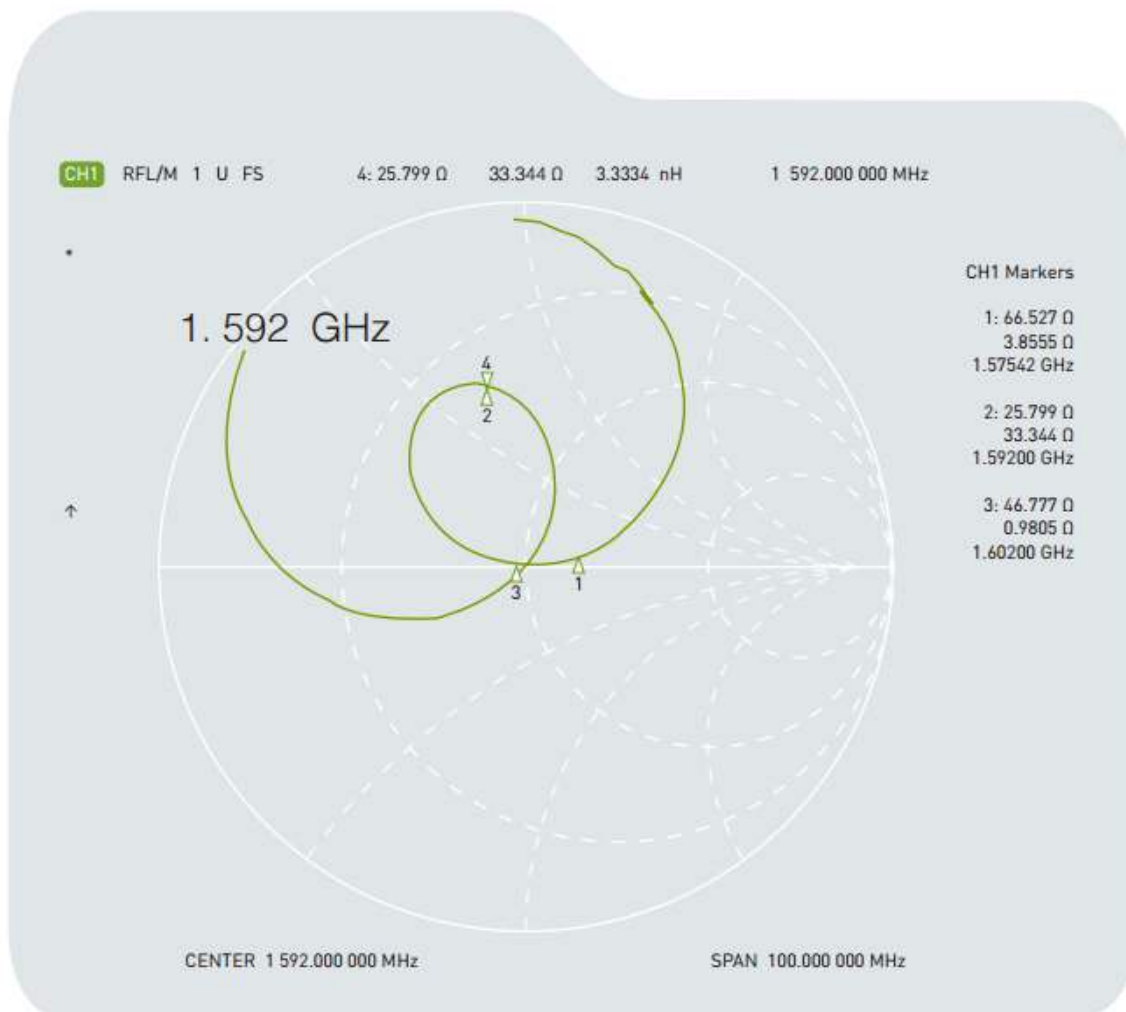 CH1 RFL/M 1 U FS 4: 25.799 Ω 33.344 Ω 3.3334 nH 1 592.000 000 MHz
*
CH1 Markers
1. 592 GHz
1: 66.527 Ω
3.8555 Ω
1.57542 GHz
4
2
2: 25.799 Ω
33.344 Ω
1.59200 GHz
3: 46.777 Ω
↑
0.9805 Ω
1.60200 GHz
3
1
CENTER 1 592.000 000 MHz SPAN 100.000 000 MHz